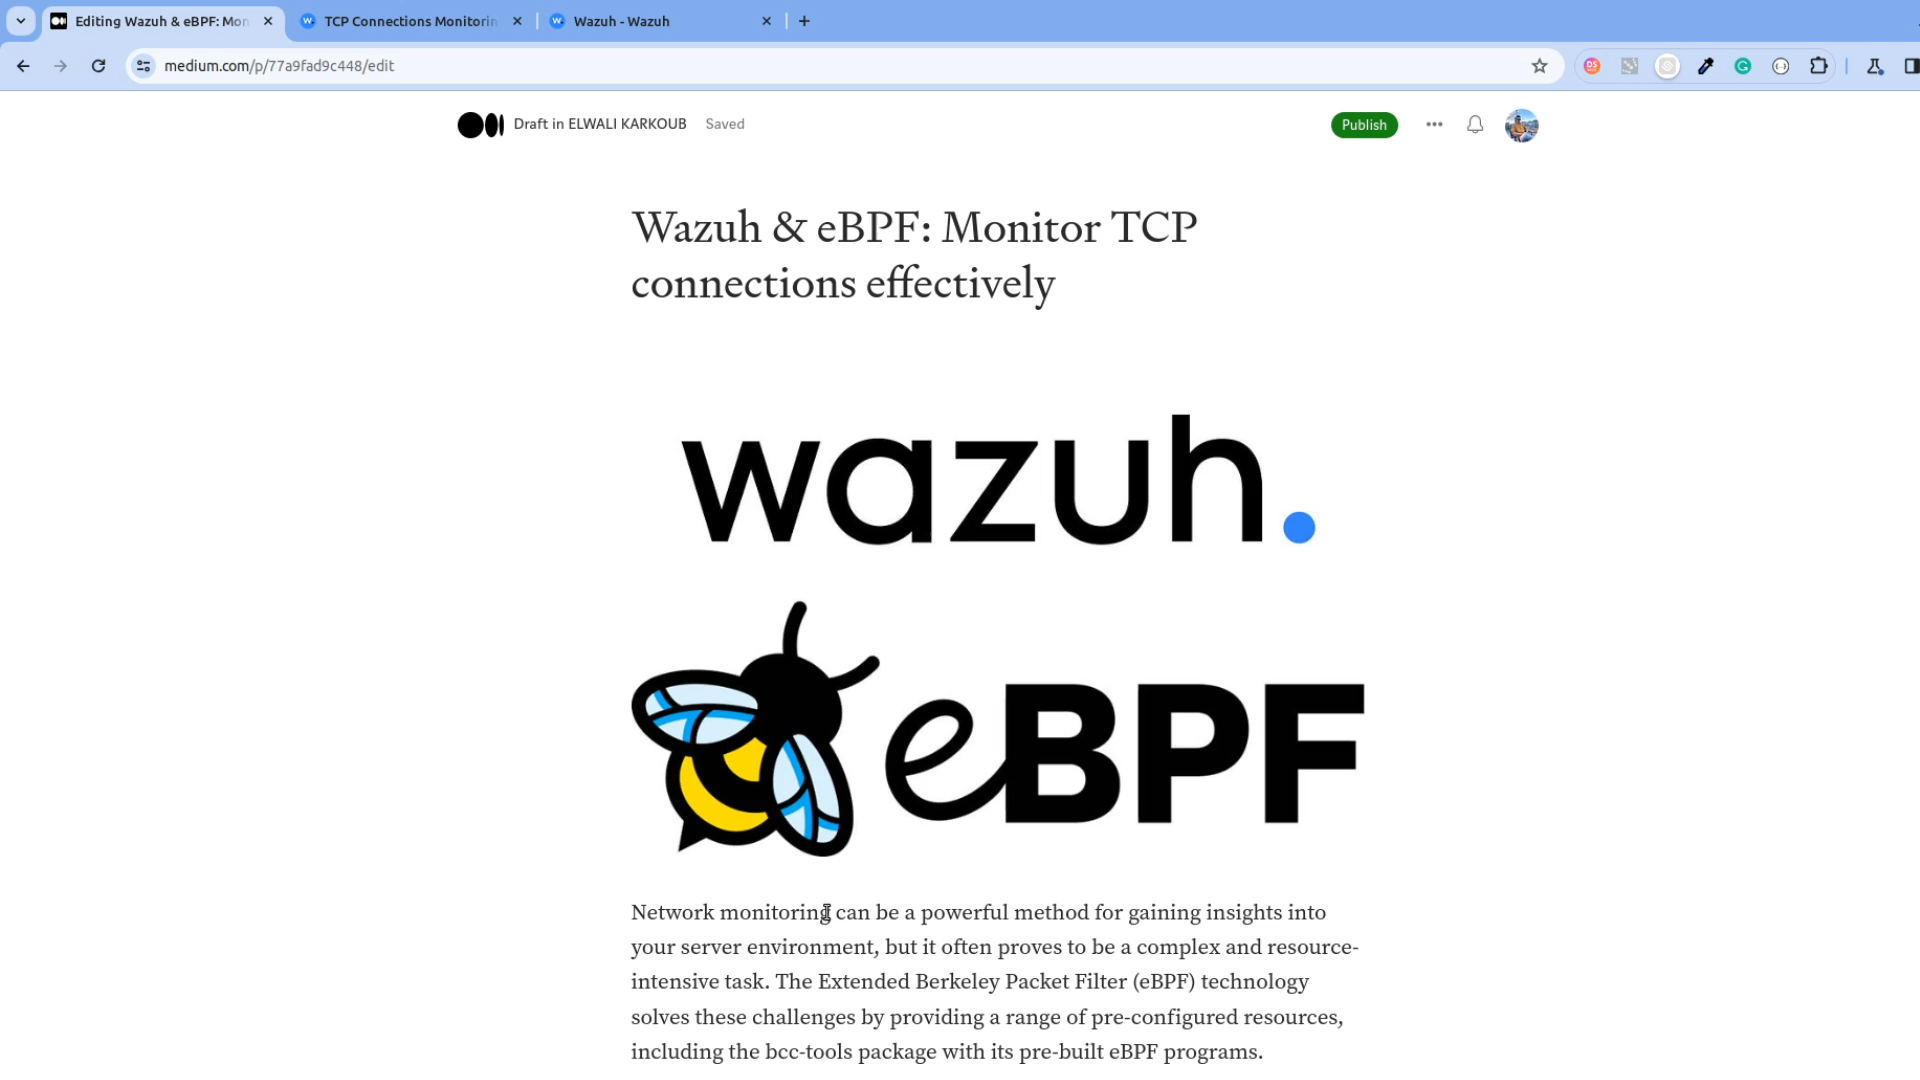 Editing Wazuh & eBPF: Mon
TCP Connections Monitorin
Wazuh - Wazuh
medium.com/p/77a9fad9c448/edit
Draft in ELWALI KARKOUB
Saved
Publish
Wazuh & eBPF: Monitor TCP
connections effectively
wazuh.
eBPF
Network monitoring can be a powerful method for gaining insights into
your server environment, but it often proves to be a complex and resource-
intensive task. The Extended Berkeley Packet Filter (eBPF) technology
solves these challenges by providing a range of pre-configured resources,
including the bcc-tools package with its pre-built eBPF programs.